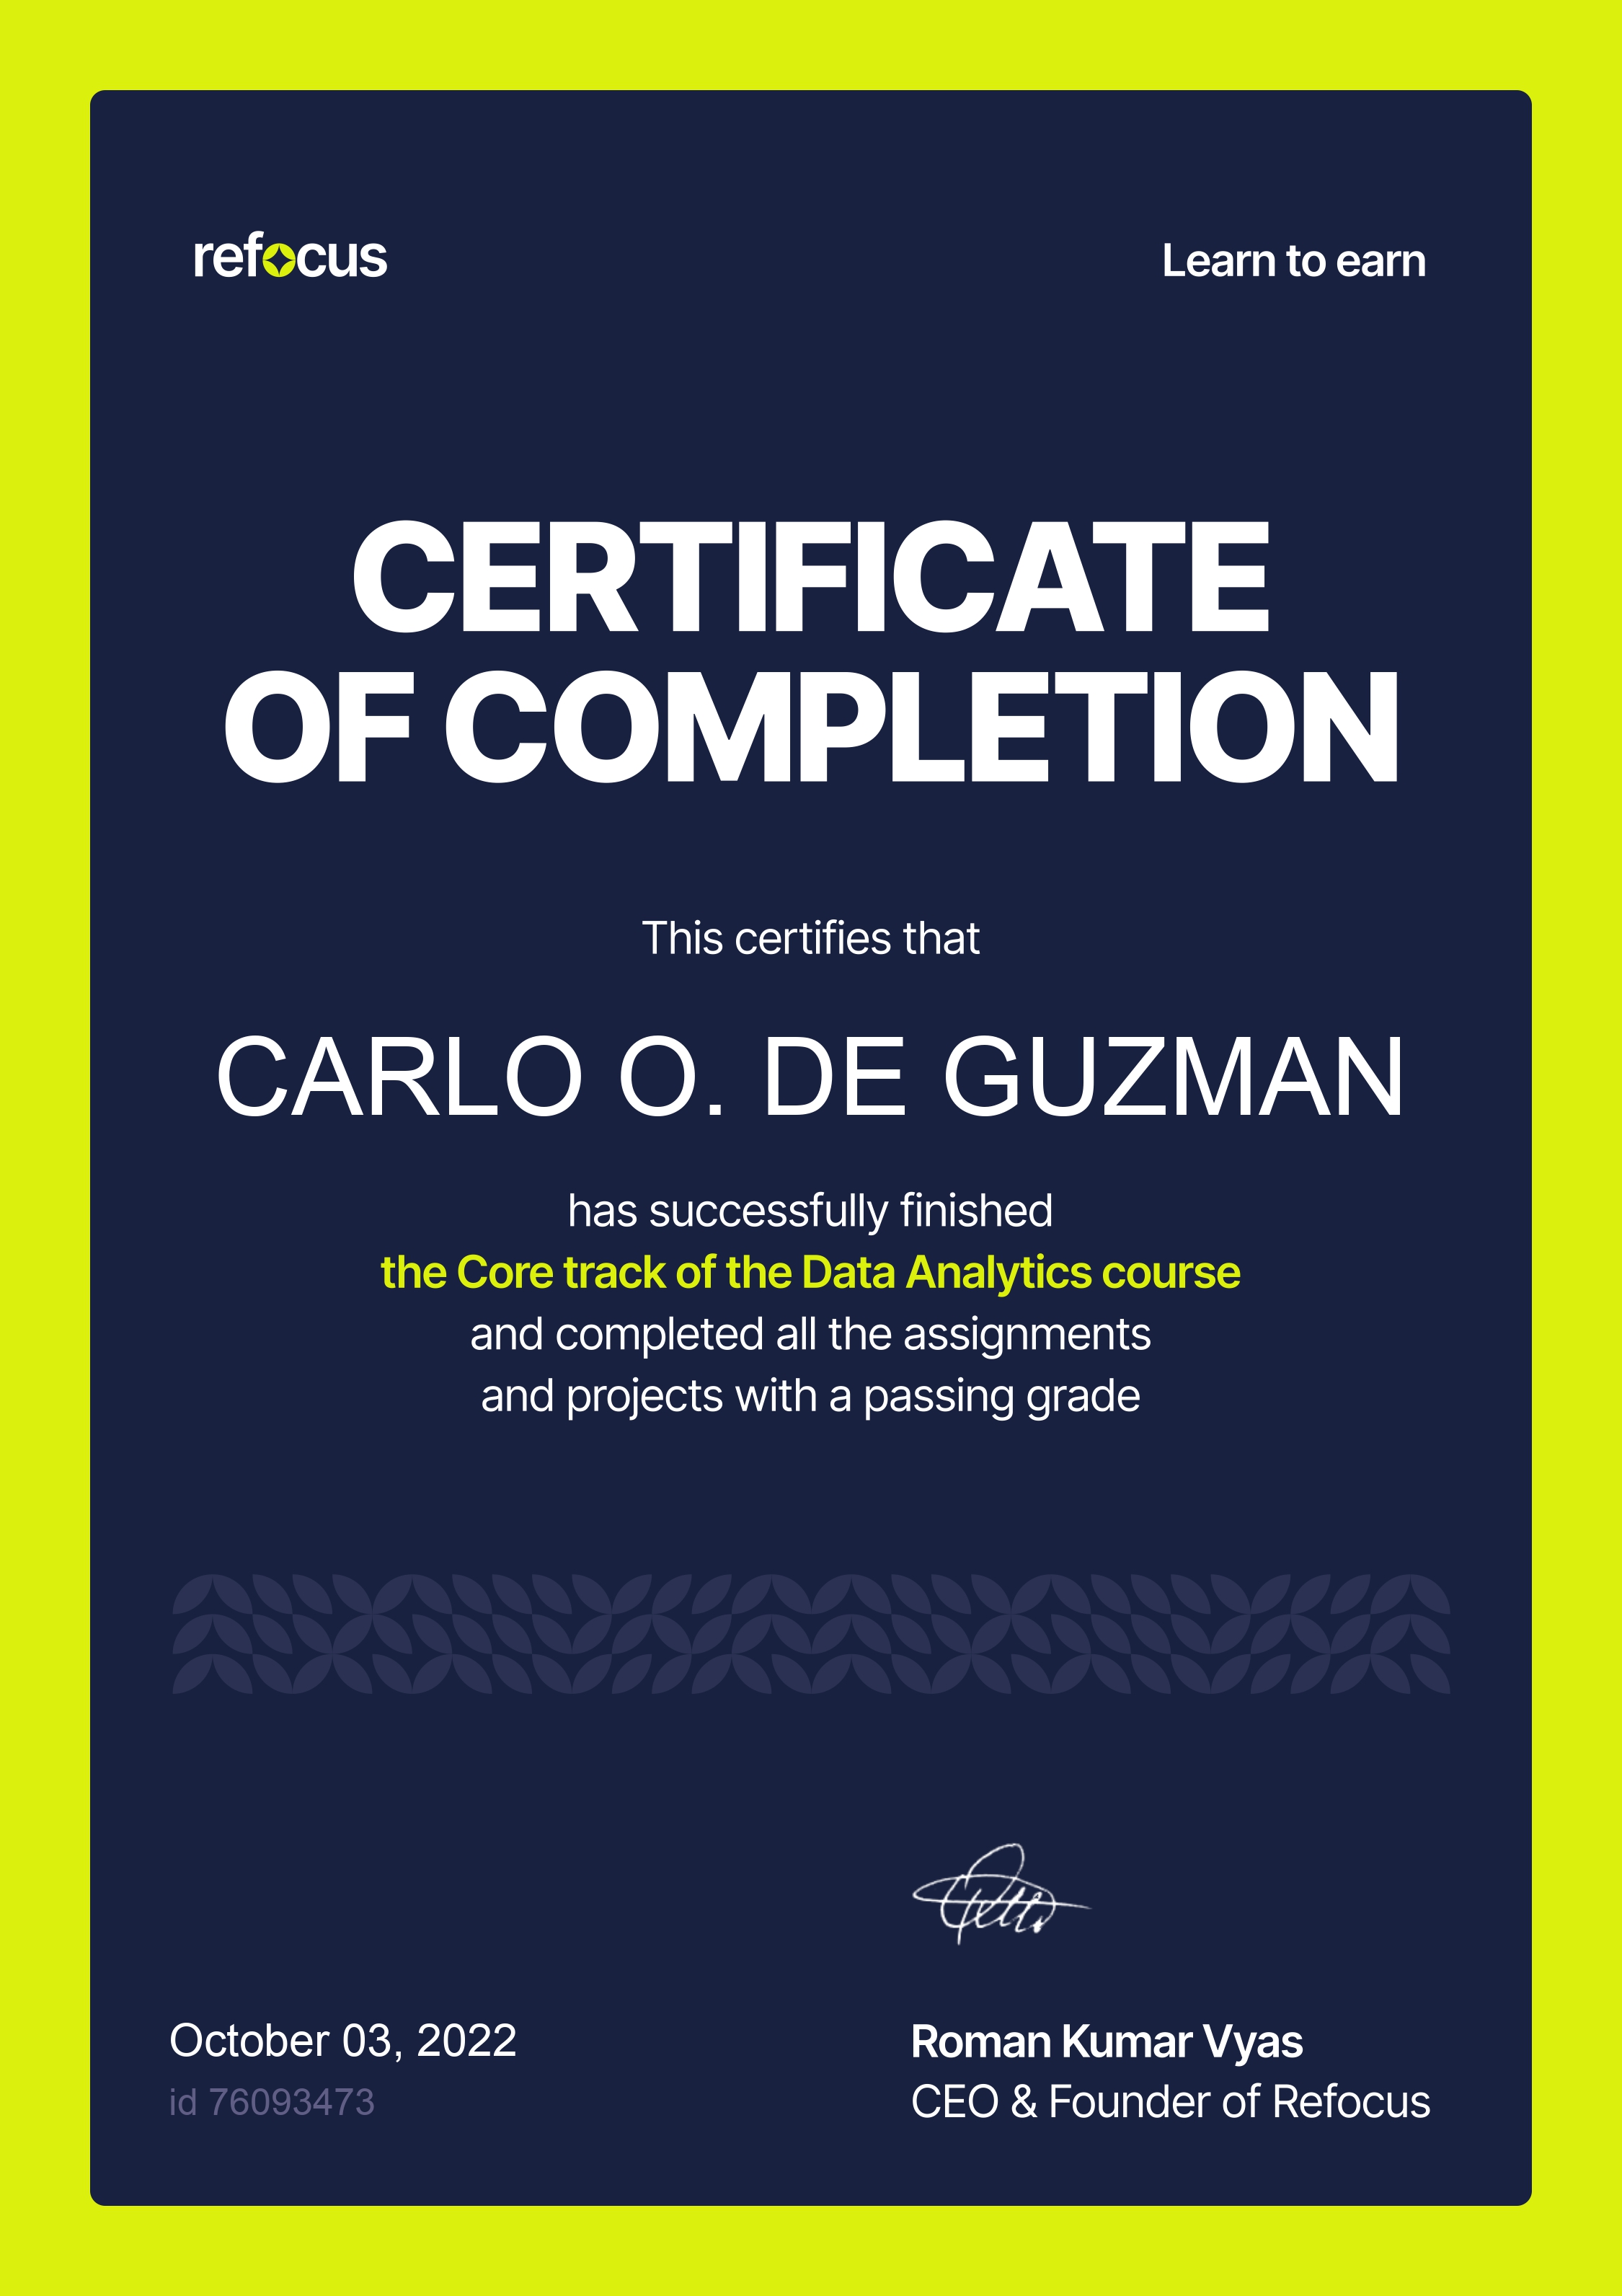 refocus
Learn to earn
CERTIFICATE
OF COMPLETION
This certifies that
CARLO O. DE GUZMAN
has successfully finished
the Core track of the Data Analytics course
and completed all the assignments
and projects with a passing grade
October 03, 2022
id 76093473
Roman Kumar Vyas
CEO & Founder of Refocus